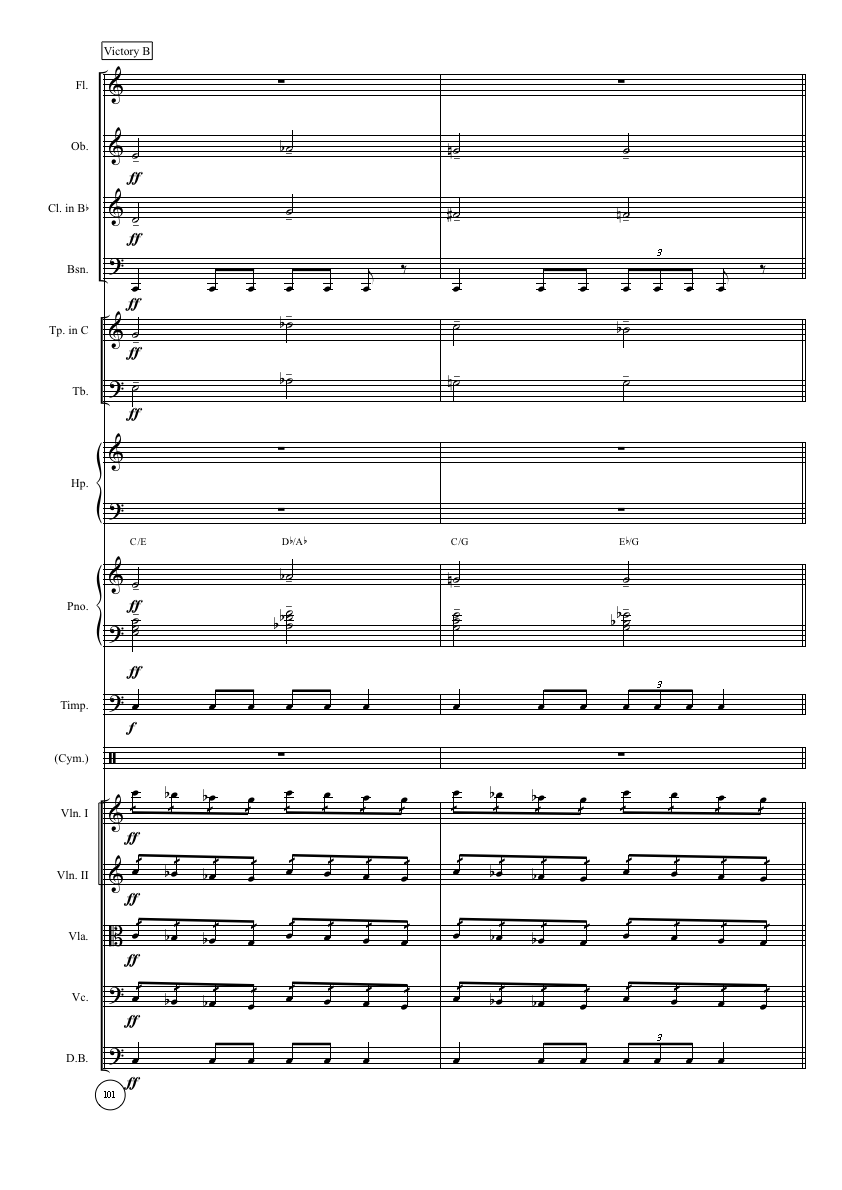 Victory B
Fl.
Ob.
ff
Cl. in B♭
ff
3
Bsn.
ff
Tp. in C
ff
Tb.
ff
Hp.
C/E D♭/A♭ C/G E♭/G
ff
Pno.
ff
3
Timp.
f
(Cym.)
Vln. I
ff
Vln. II
ff
Vla.
ff
Vc.
ff
3
D.B.
ff
101